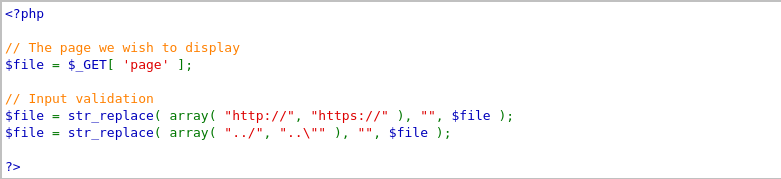 <?php
// The page we wish to display
$file = $_GET[ 'page' ];
// Input validation
$file = str_replace( array( "http://", "https://" ), "", $file );
$file = str_replace( array( "../", "..\"" ), "", $file );
?>